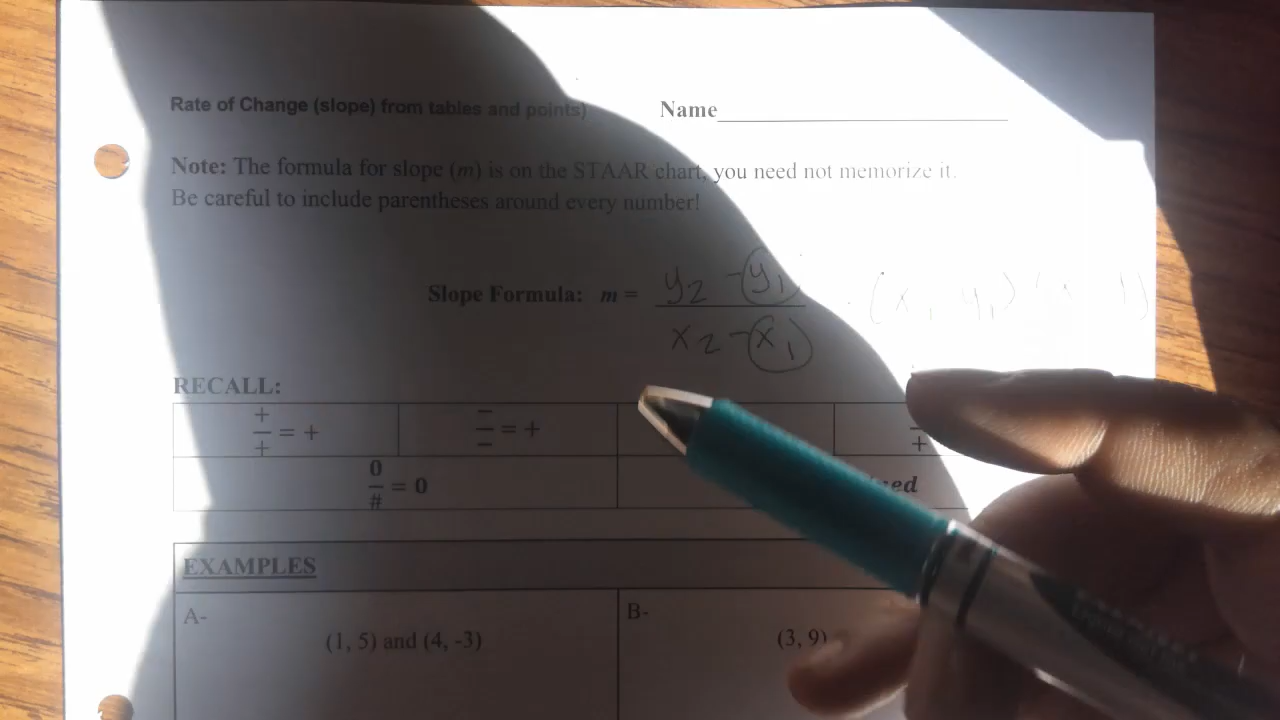 Rate of Change (slope) from tables and points)
Name
Note: The formula for slope (m) is on the STAAR chart, you need not memorize it.
Be careful to include parentheses around every number!
Slope Formula: m = y₂ - y₁
x₂ - x₁
(x₁ y₁)
RECALL:
+/+ = +
-/- = +
0/# = 0
EXAMPLES
A-
(1, 5) and (4, -3)
B-
(3, 9)